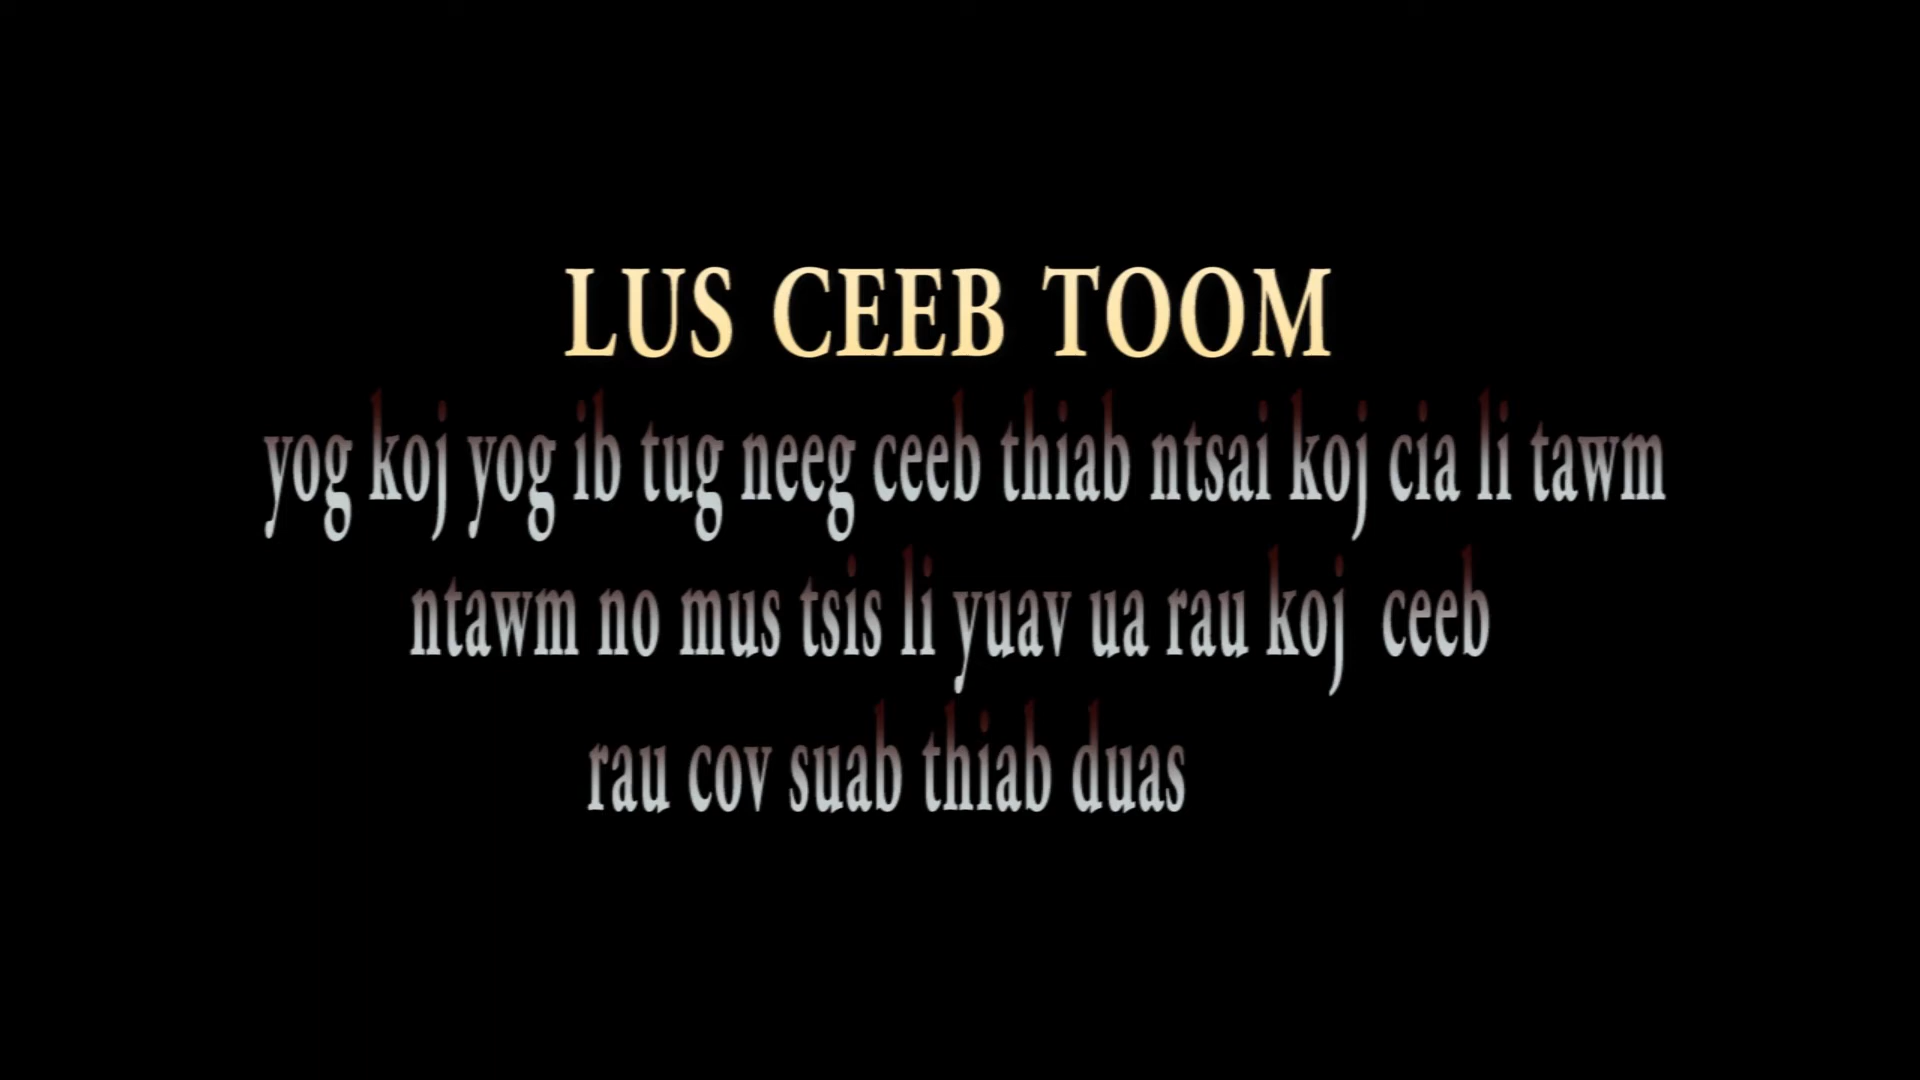 LUS CEEB TOOM
yog koj yog ib tug neeg ceeb thiab ntsai koj cia li tawm
ntawm no mus tsis li yuav ua rau koj ceeb
rau cov suab thiab duas